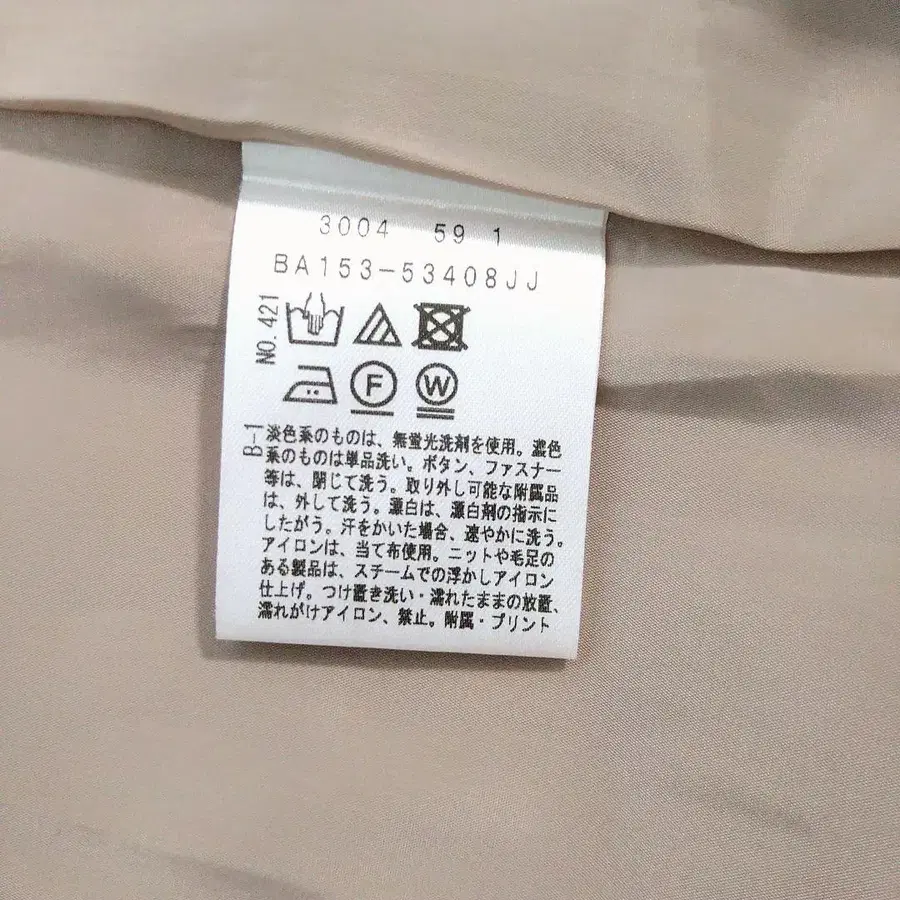 3004 59 1
BA153-53408JJ
NO. 421
F W
B-1
淡色系のものは、無蛍光洗剤を使用。濃色
系のものは単品洗い。ボタン、ファスナー
等は、閉じて洗う。取り外し可能な附属品
は、外して洗う。漂白は、漂白剤の指示に
したがう。汗をかいた場合、速やかに洗う。
アイロンは、当て布使用。ニットや毛足の
ある製品は、スチームでの浮かしアイロン
仕上げ。つけ置き洗い・濡れたままの放置、
濡れがけアイロン、禁止。附属・プリント